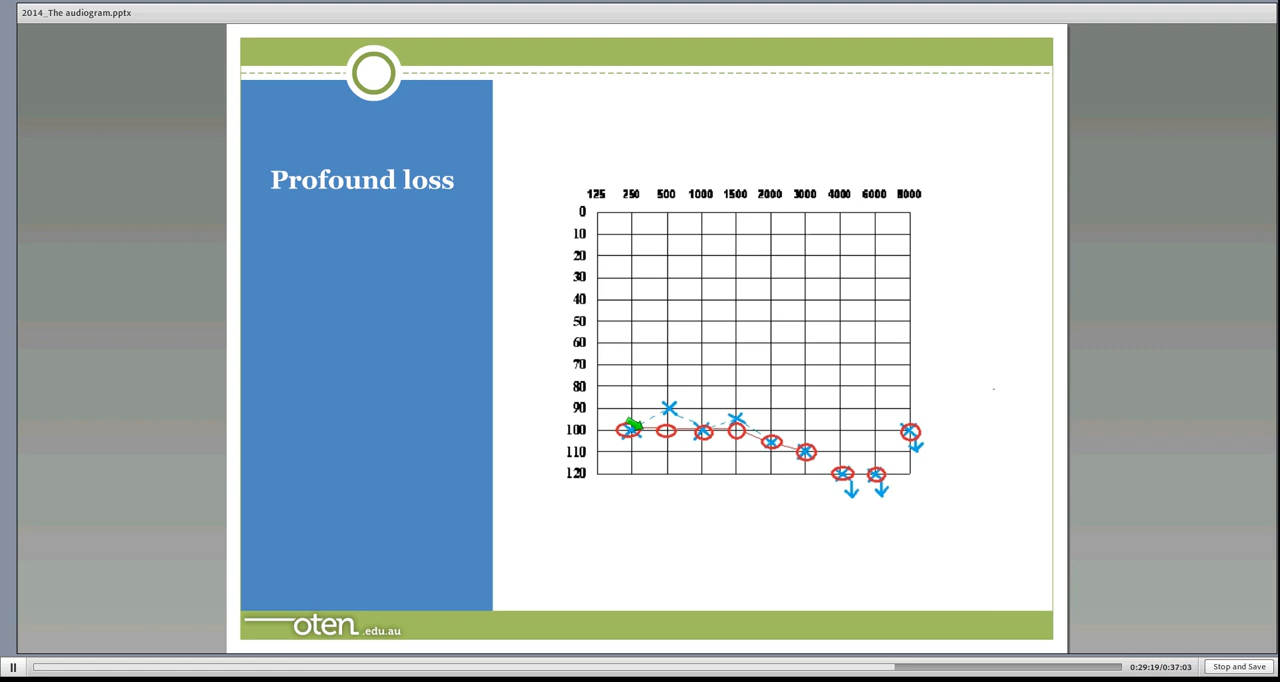 2014_The audiogram.pptx
Profound loss
125 250 500 1000 1500 2000 3000 4000 6000 8000
0
10
20
30
40
50
60
70
80
90
100
110
120
oten.edu.au
0:29:19/0:37:03
Stop and Save